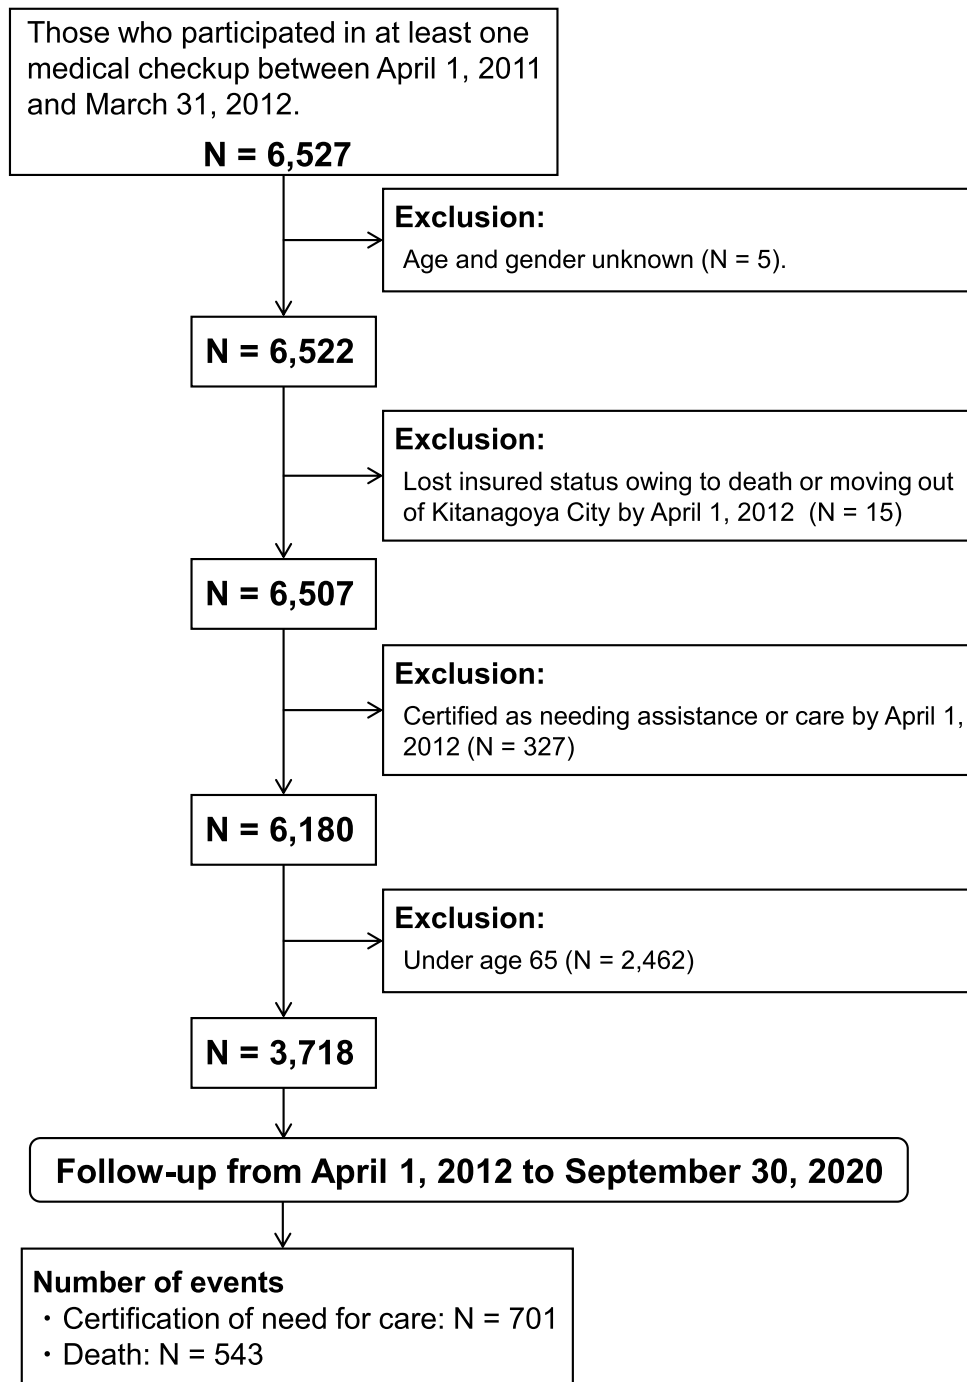 Those who participated in at least one
medical checkup between April 1, 2011
and March 31, 2012.
N = 6,527
Exclusion:
Age and gender unknown (N = 5).
N = 6,522
Exclusion:
Lost insured status owing to death or moving out
of Kitanagoya City by April 1, 2012 (N = 15)
N = 6,507
Exclusion:
Certified as needing assistance or care by April 1,
2012 (N = 327)
N = 6,180
Exclusion:
Under age 65 (N = 2,462)
N = 3,718
Follow-up from April 1, 2012 to September 30, 2020
Number of events
・Certification of need for care: N = 701
・Death: N = 543